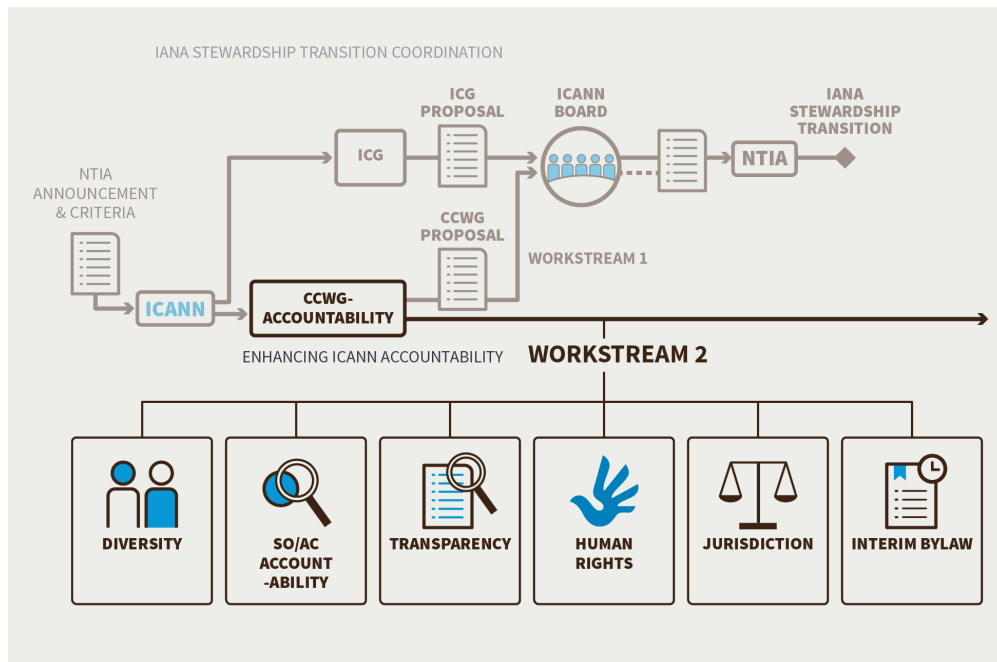 IANA STEWARDSHIP TRANSITION COORDINATION
ICG
PROPOSAL
ICANN
BOARD
IANA
STEWARDSHIP
TRANSITION
ICG
NTIA
NTIA
ANNOUNCEMENT
& CRITERIA
CCWG
PROPOSAL
WORKSTREAM 1
ICANN
CCWG-
ACCOUNTABILITY
ENHANCING ICANN ACCOUNTABILITY
WORKSTREAM 2
DIVERSITY
SO/AC
ACCOUNT
-ABILITY
TRANSPARENCY
HUMAN
RIGHTS
JURISDICTION
INTERIM BYLAW